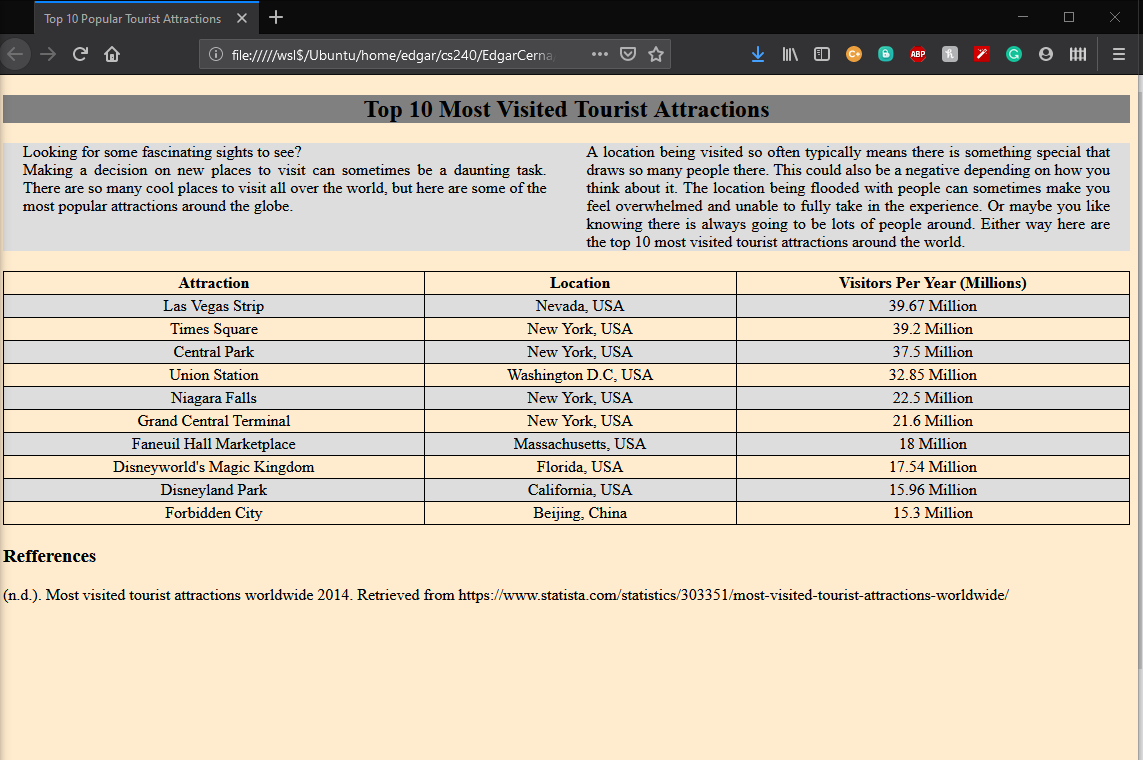 Top 10 Popular Tourist Attractions
file://///wsl$/Ubuntu/home/edgar/cs240/EdgarCerna
ABP
Top 10 Most Visited Tourist Attractions
Looking for some fascinating sights to see?
Making a decision on new places to visit can sometimes be a daunting task.
There are so many cool places to visit all over the world, but here are some of the
most popular attractions around the globe.
A location being visited so often typically means there is something special that
draws so many people there. This could also be a negative depending on how you
think about it. The location being flooded with people can sometimes make you
feel overwhelmed and unable to fully take in the experience. Or maybe you like
knowing there is always going to be lots of people around. Either way here are
the top 10 most visited tourist attractions around the world.
Attraction Location Visitors Per Year (Millions)
Las Vegas Strip Nevada, USA 39.67 Million
Times Square New York, USA 39.2 Million
Central Park New York, USA 37.5 Million
Union Station Washington D.C, USA 32.85 Million
Niagara Falls New York, USA 22.5 Million
Grand Central Terminal New York, USA 21.6 Million
Faneuil Hall Marketplace Massachusetts, USA 18 Million
Disneyworld's Magic Kingdom Florida, USA 17.54 Million
Disneyland Park California, USA 15.96 Million
Forbidden City Beijing, China 15.3 Million
Refferences
(n.d.). Most visited tourist attractions worldwide 2014. Retrieved from https://www.statista.com/statistics/303351/most-visited-tourist-attractions-worldwide/